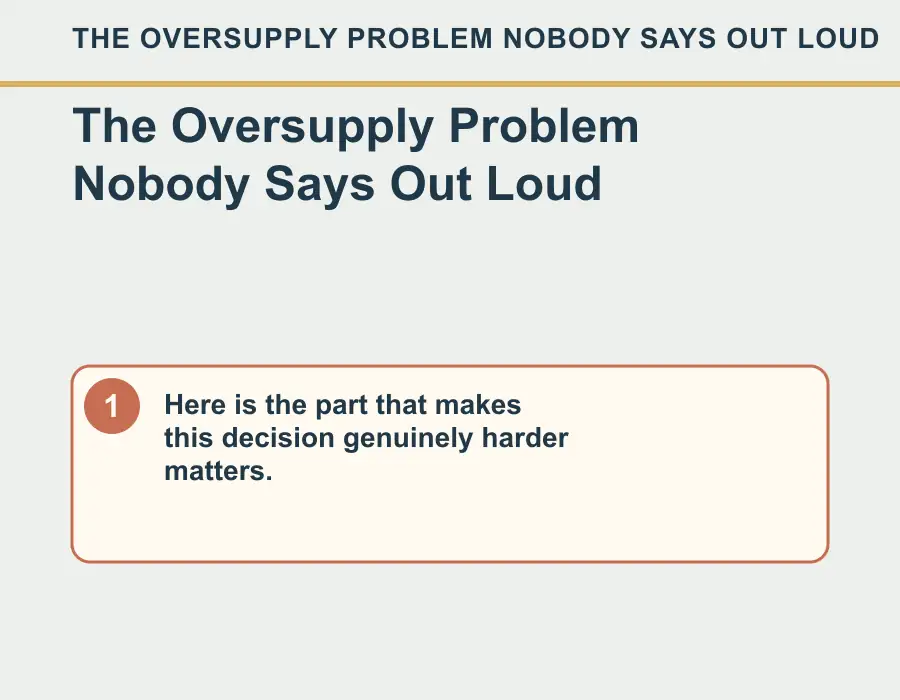 THE OVERSUPPLY PROBLEM NOBODY SAYS OUT LOUD
The Oversupply Problem
Nobody Says Out Loud
1
Here is the part that makes
this decision genuinely harder
matters.